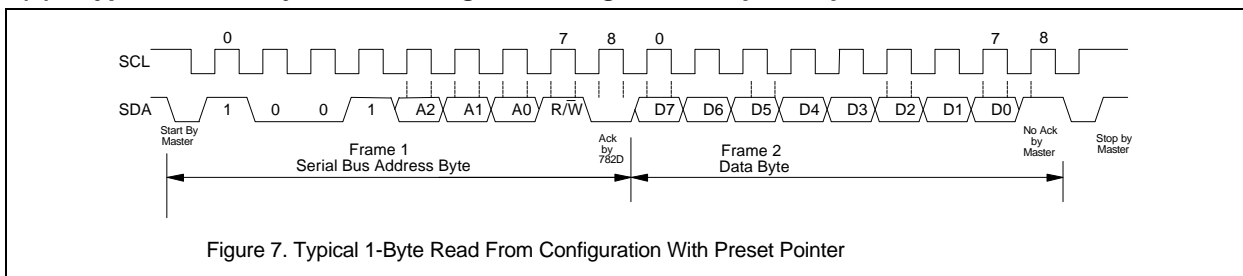 0 7 8 0 7 8
SCL
SDA 1 0 0 1 A2 A1 A0 R/W̅ D7 D6 D5 D4 D3 D2 D1 D0
Start By
Master
Ack
by
782D
No Ack
by
Master
Stop by
Master
Frame 1
Serial Bus Address Byte
Frame 2
Data Byte
Figure 7. Typical 1-Byte Read From Configuration With Preset Pointer